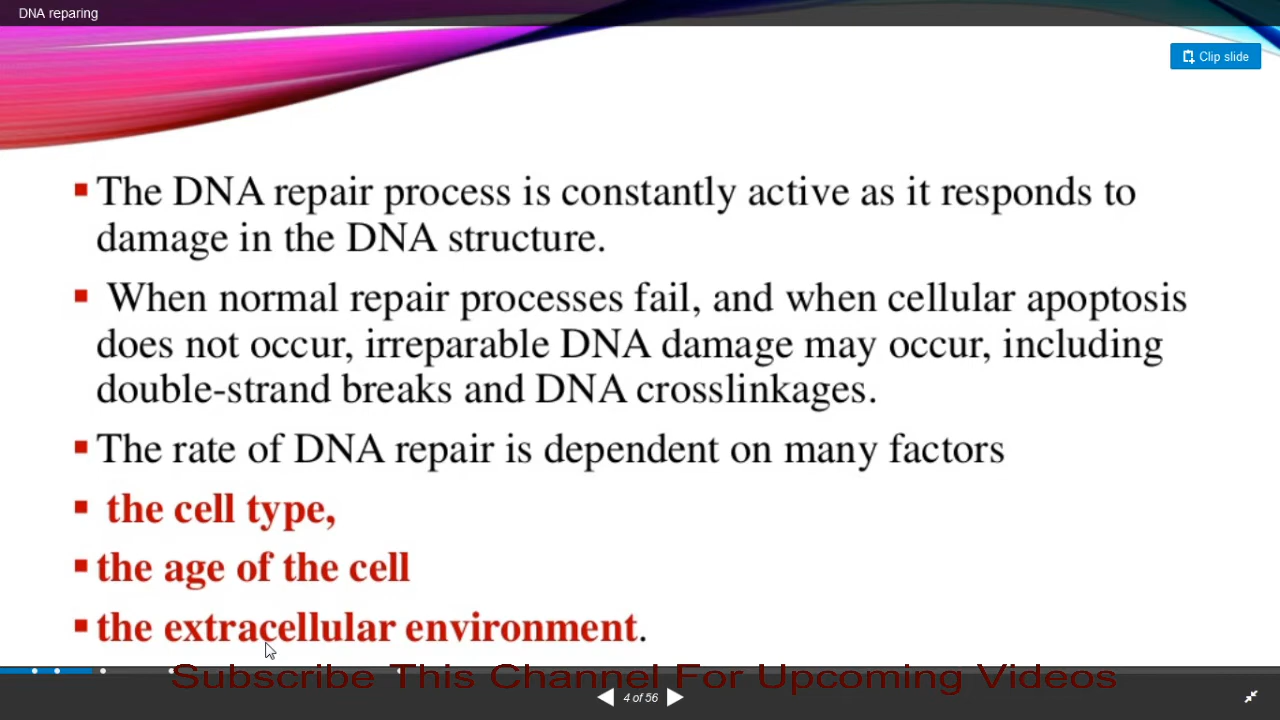 DNA reparing
Clip slide
The DNA repair process is constantly active as it responds to
damage in the DNA structure.
When normal repair processes fail, and when cellular apoptosis
does not occur, irreparable DNA damage may occur, including
double-strand breaks and DNA crosslinkages.
The rate of DNA repair is dependent on many factors
the cell type,
the age of the cell
the extracellular environment.
Subscribe This Channel For Upcoming Videos
4 of 56